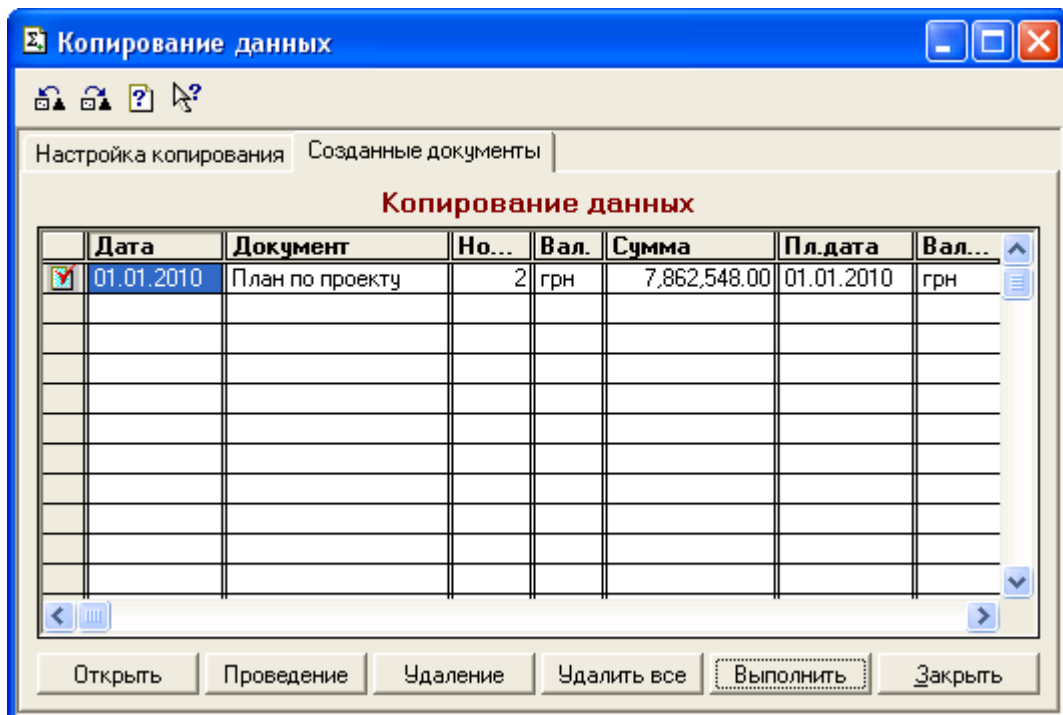 Копирование данных
Настройка копирования Созданные документы
Копирование данных
Дата Документ Но... Вал. Сумма Пл.дата Вал...
01.01.2010 План по проекту 2 грн 7,862,548.00 01.01.2010 грн
Открыть Проведение Удаление Удалить все Выполнить Закрыть